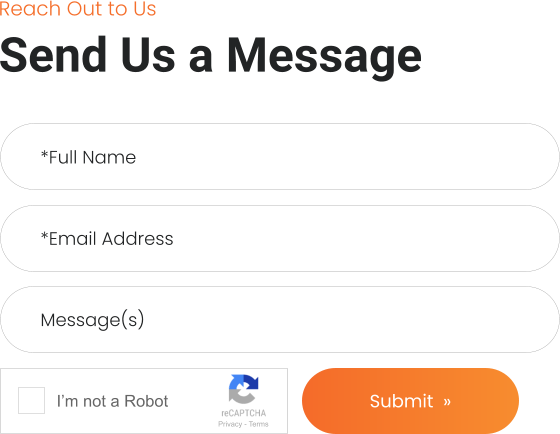 Reach Out to Us
Send Us a Message
*Full Name
*Email Address
Message(s)
I’m not a Robot
reCAPTCHA
Privacy - Terms
Submit »